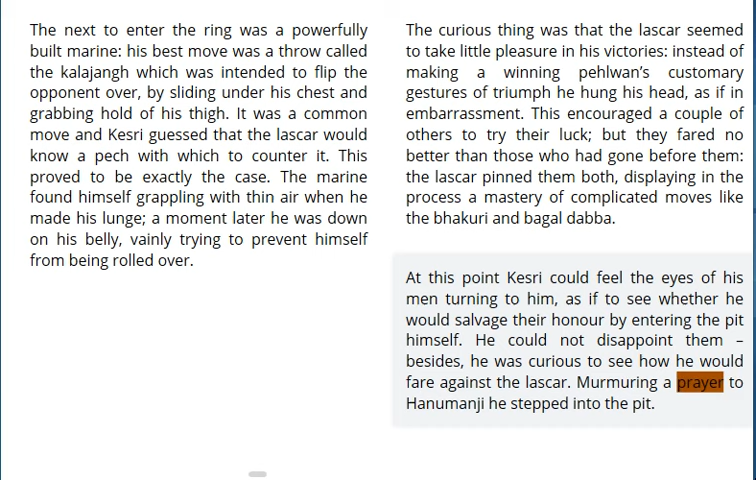 The next to enter the ring was a powerfully
built marine: his best move was a throw called
the kalajangh which was intended to flip the
opponent over, by sliding under his chest and
grabbing hold of his thigh. It was a common
move and Kesri guessed that the lascar would
know a pech with which to counter it. This
proved to be exactly the case. The marine
found himself grappling with thin air when he
made his lunge; a moment later he was down
on his belly, vainly trying to prevent himself
from being rolled over.
The curious thing was that the lascar seemed
to take little pleasure in his victories: instead of
making a winning pehlwan’s customary
gestures of triumph he hung his head, as if in
embarrassment. This encouraged a couple of
others to try their luck; but they fared no
better than those who had gone before them:
the lascar pinned them both, displaying in the
process a mastery of complicated moves like
the bhakuri and bagal dabba.
At this point Kesri could feel the eyes of his
men turning to him, as if to see whether he
would salvage their honour by entering the pit
himself. He could not disappoint them –
besides, he was curious to see how he would
fare against the lascar. Murmuring a prayer to
Hanumanji he stepped into the pit.